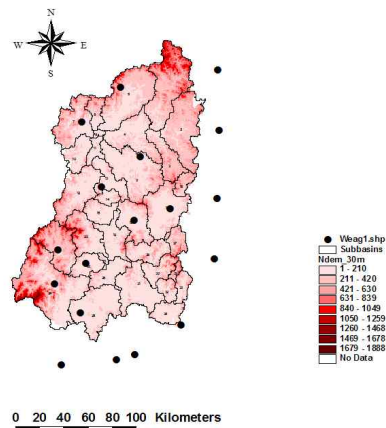 N
W E
S
Weag1.shp
Subbasins
Ndem_30m
1 - 210
211 - 420
421 - 630
631 - 839
840 - 1049
1050 - 1259
1260 - 1468
1469 - 1678
1679 - 1888
No Data
0 20 40 60 80 100 Kilometers